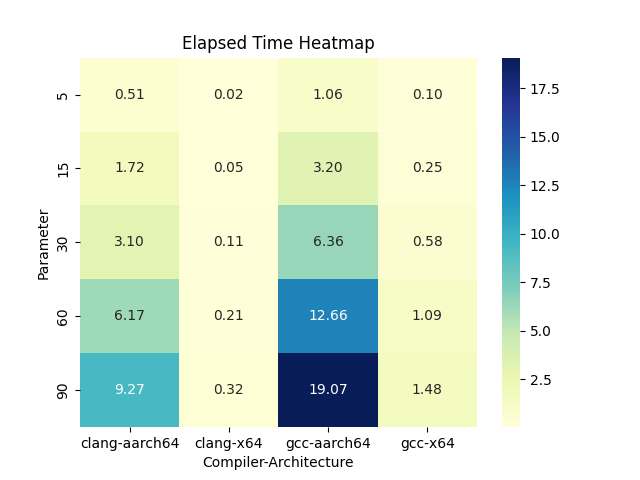 Elapsed Time Heatmap
5 0.51 0.02 1.06 0.10
15 1.72 0.05 3.20 0.25
30 3.10 0.11 6.36 0.58
60 6.17 0.21 12.66 1.09
90 9.27 0.32 19.07 1.48
clang-aarch64 clang-x64 gcc-aarch64 gcc-x64
Compiler-Architecture
Parameter
17.5
15.0
12.5
10.0
7.5
5.0
2.5